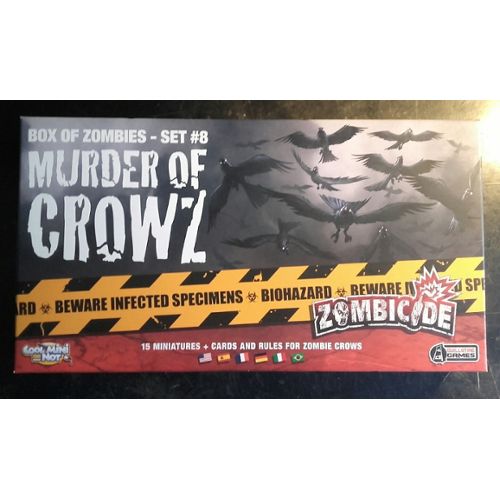 BOX OF ZOMBIES - SET #8
MURDER OF
CROWZ
ARD ☣ BEWARE INFECTED SPECIMENS ☣ BIOHAZARD ☣ BEWARE SPE
ZOMBICIDE
15 MINIATURES + CARDS AND RULES FOR ZOMBIE CROWS
COOL MINI
OR NOT
GUILLOTINE
GAMES